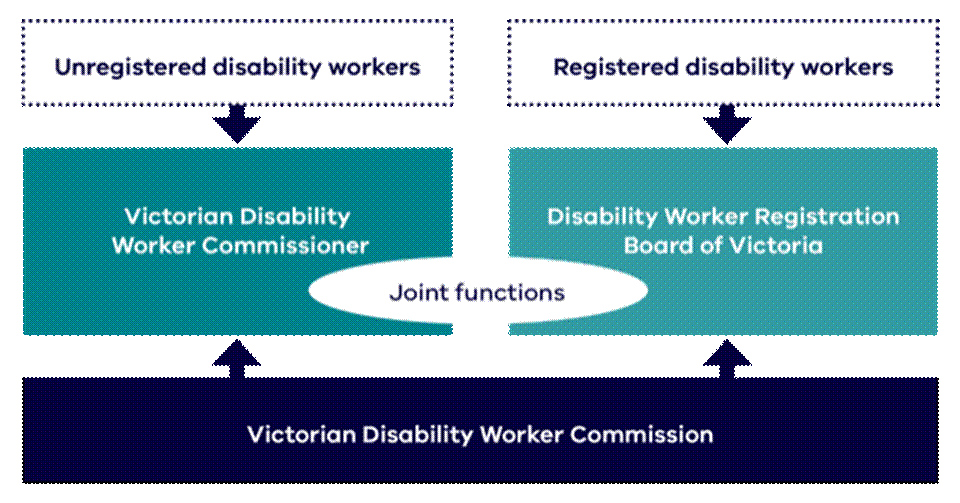 Unregistered disability workers
Registered disability workers
Victorian Disability
Worker Commissioner
Disability Worker Registration
Board of Victoria
Joint functions
Victorian Disability Worker Commission